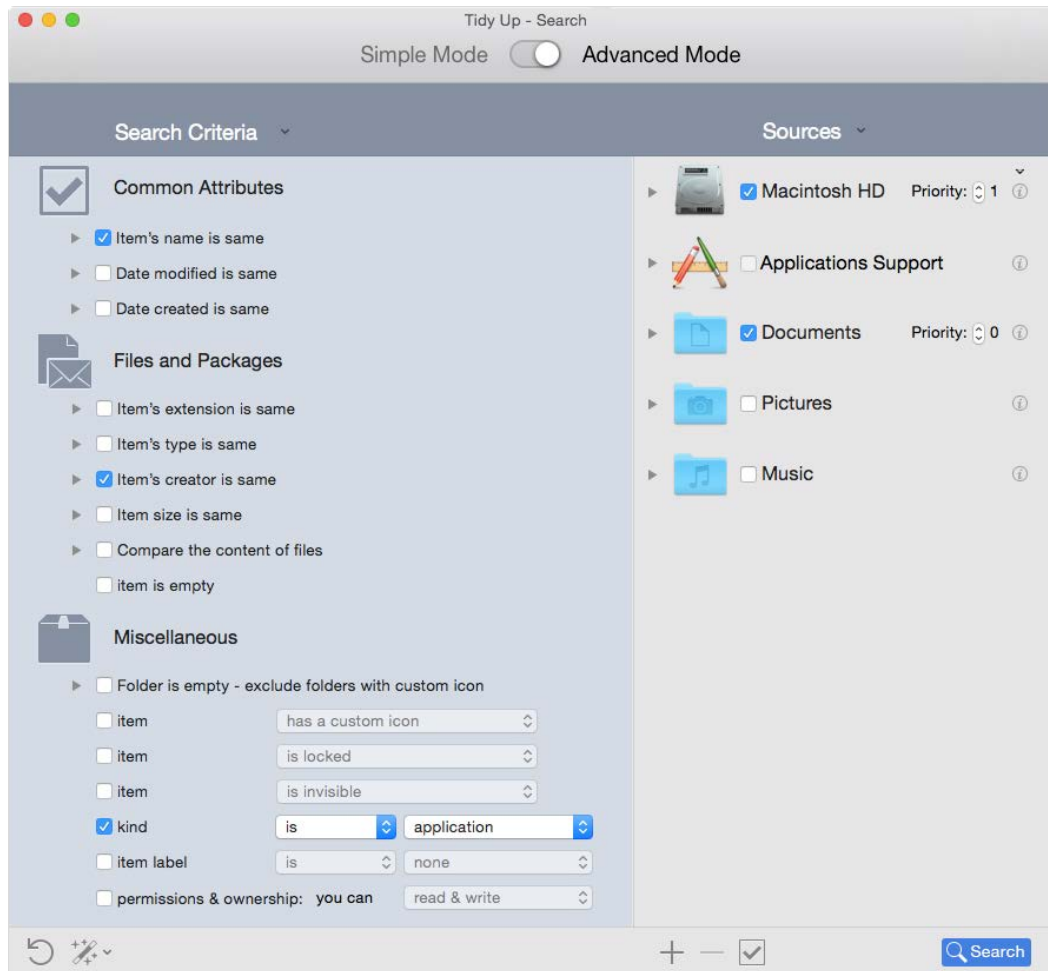 Tidy Up - Search
Simple Mode Advanced Mode
Search Criteria
Sources
Common Attributes
Item's name is same
Date modified is same
Date created is same
Files and Packages
Item's extension is same
Item's type is same
Item's creator is same
Item size is same
Compare the content of files
item is empty
Miscellaneous
Folder is empty - exclude folders with custom icon
item has a custom icon
item is locked
item is invisible
kind is application
item label is none
permissions & ownership: you can read & write
Macintosh HD Priority: 1
Applications Support
Documents Priority: 0
Pictures
Music
Search